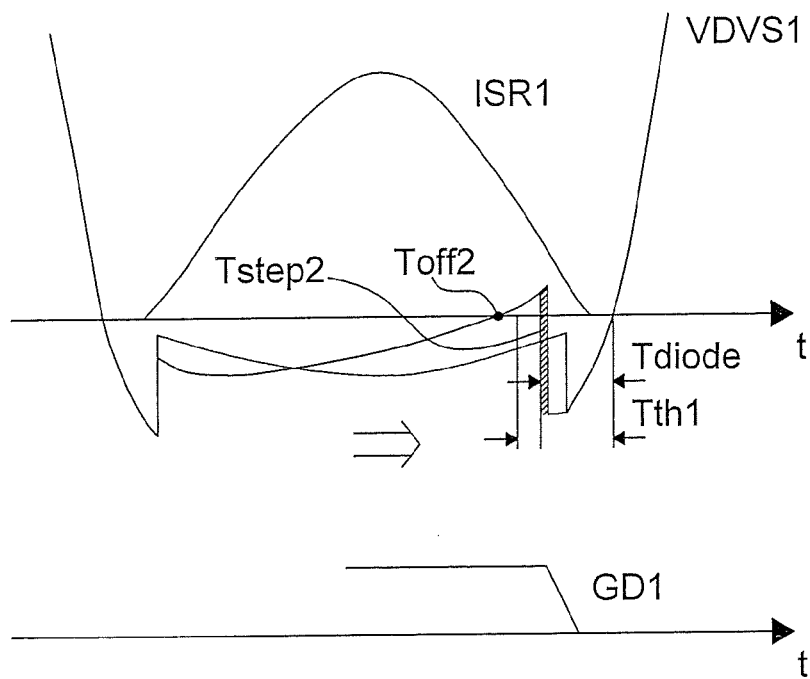 VDVS1
ISR1
Tstep2
Toff2
t
Tdiode
Tth1
GD1
t